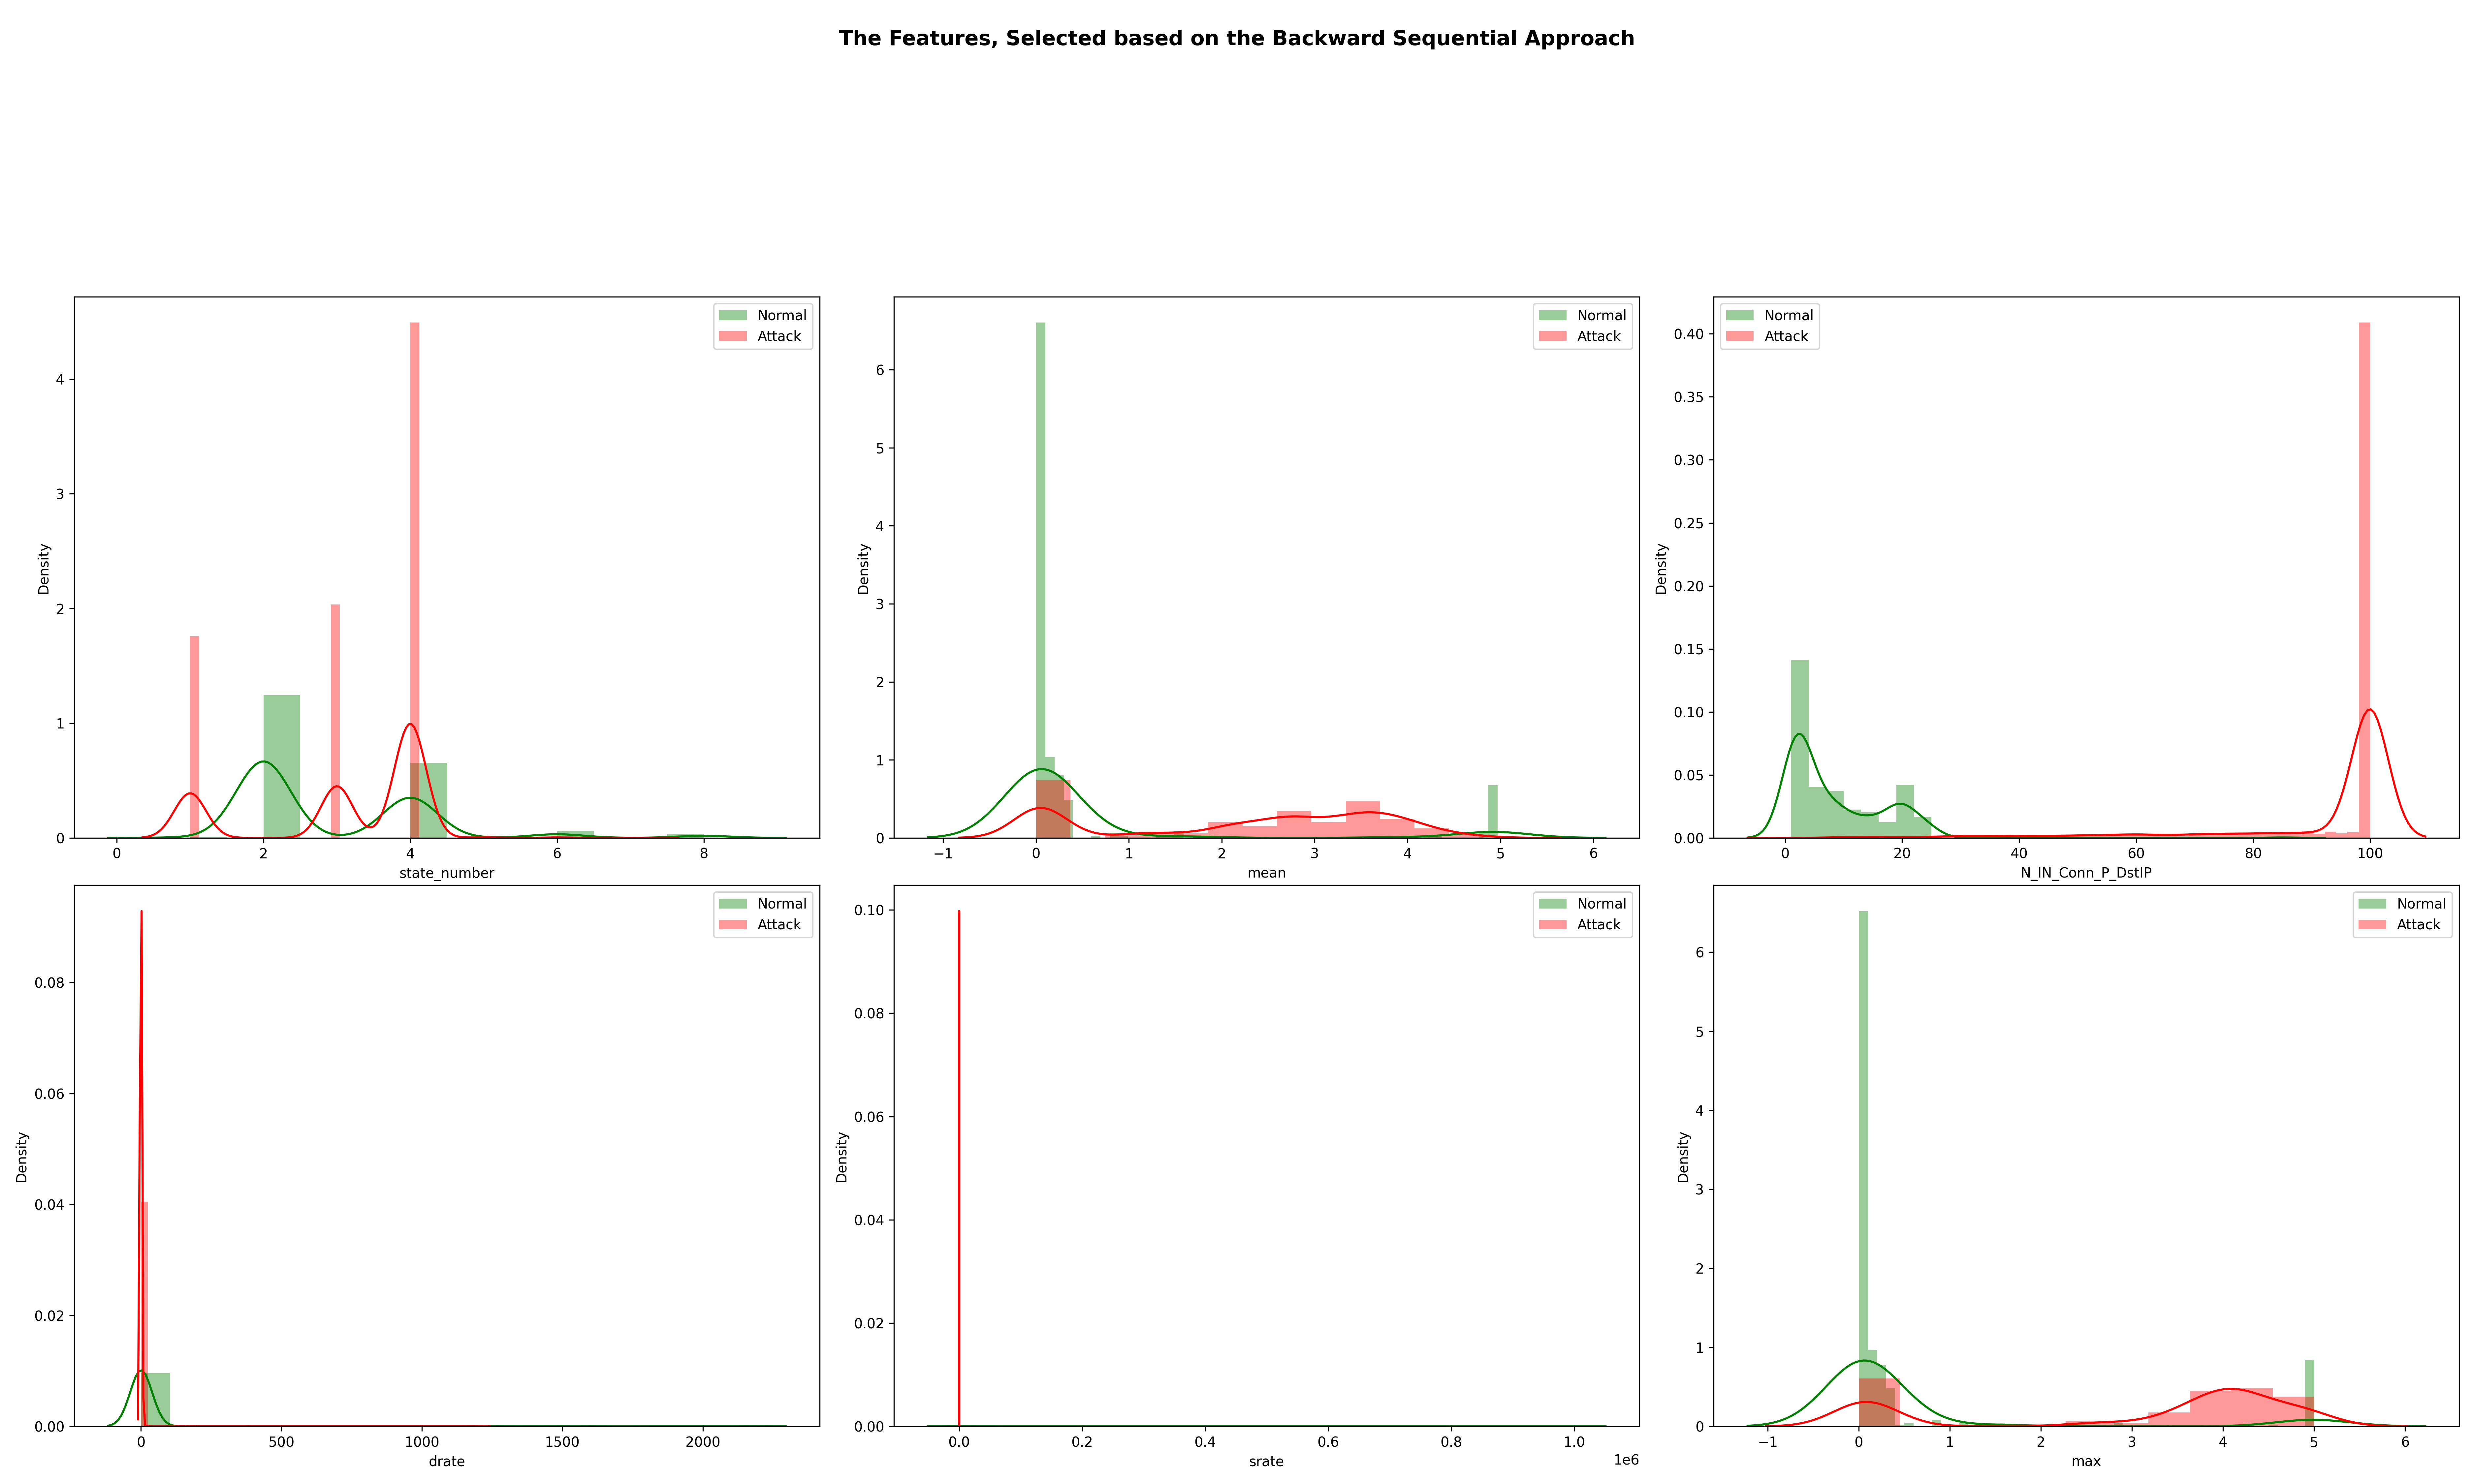 The Features, Selected based on the Backward Sequential Approach
Normal
Attack
4
3
2
1
0
Density
0 2 4 6 8
state_number
Normal
Attack
6
5
4
3
2
1
0
Density
−1 0 1 2 3 4 5 6
mean
Normal
Attack
0.40
0.35
0.30
0.25
0.20
0.15
0.10
0.05
0.00
Density
0 20 40 60 80 100
N_IN_Conn_P_DstIP
Normal
Attack
0.08
0.06
0.04
0.02
0.00
Density
0 500 1000 1500 2000
drate
Normal
Attack
0.10
0.08
0.06
0.04
0.02
0.00
Density
0.0 0.2 0.4 0.6 0.8 1.0
srate
1e6
Normal
Attack
6
5
4
3
2
1
0
Density
−1 0 1 2 3 4 5 6
max